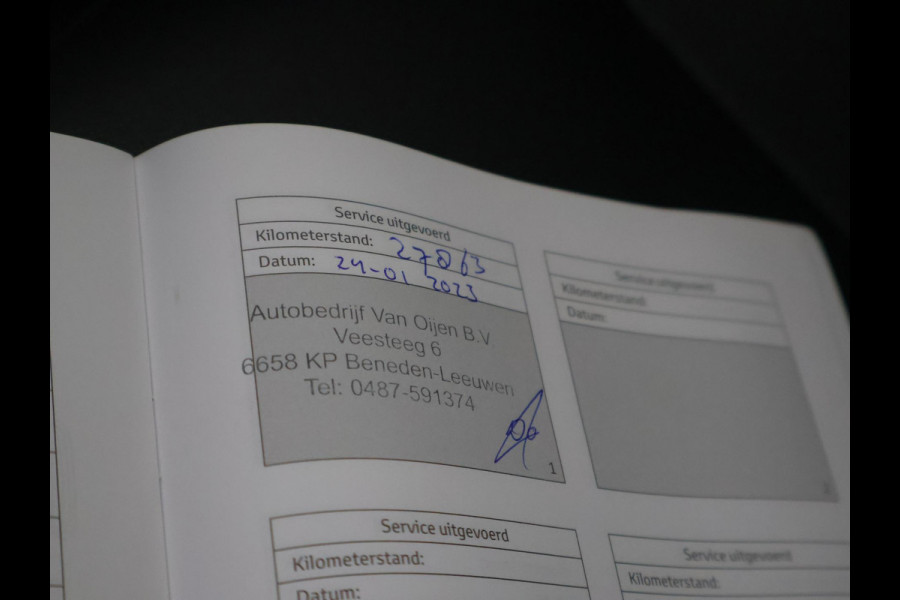 Service uitgevoerd
Kilometerstand: 27863
Datum: 24-01 2023
Autobedrijf Van Oijen B.V
Veesteeg 6
6658 KP Beneden-Leeuwen
Tel: 0487-591374
1
Service uitgevoerd
Kilometerstand:
Datum:
Service uitgevoerd
Kilometerstand:
Datum:
Service uitgevoerd
Kilometerstand: